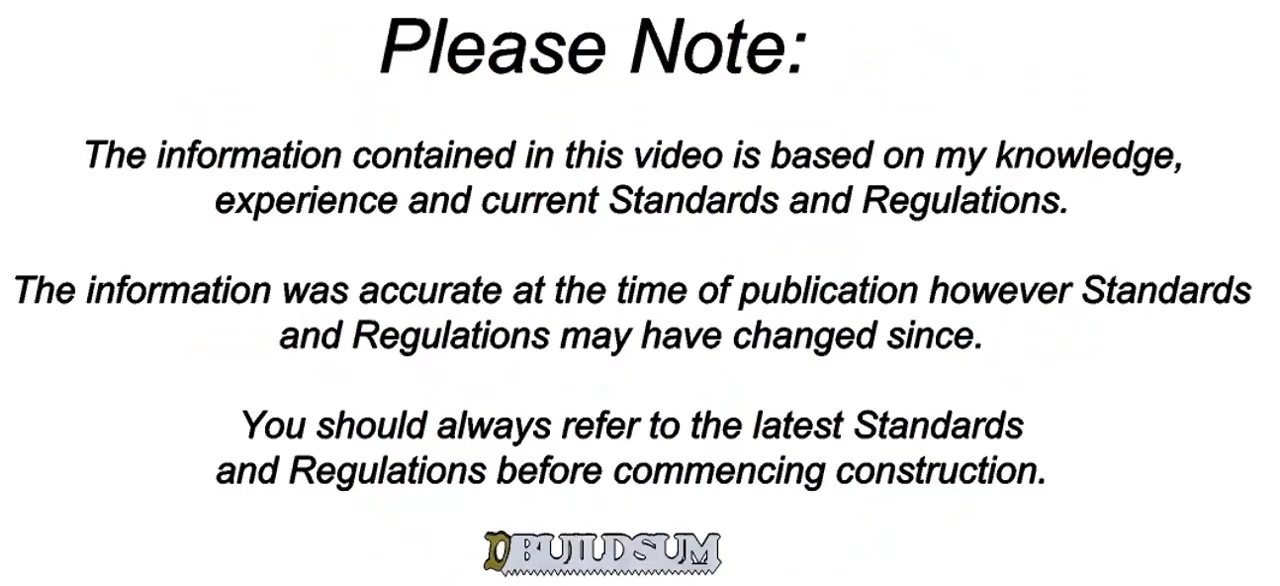 Please Note:
The information contained in this video is based on my knowledge,
experience and current Standards and Regulations.
The information was accurate at the time of publication however Standards
and Regulations may have changed since.
You should always refer to the latest Standards
and Regulations before commencing construction.
BUILDSUM